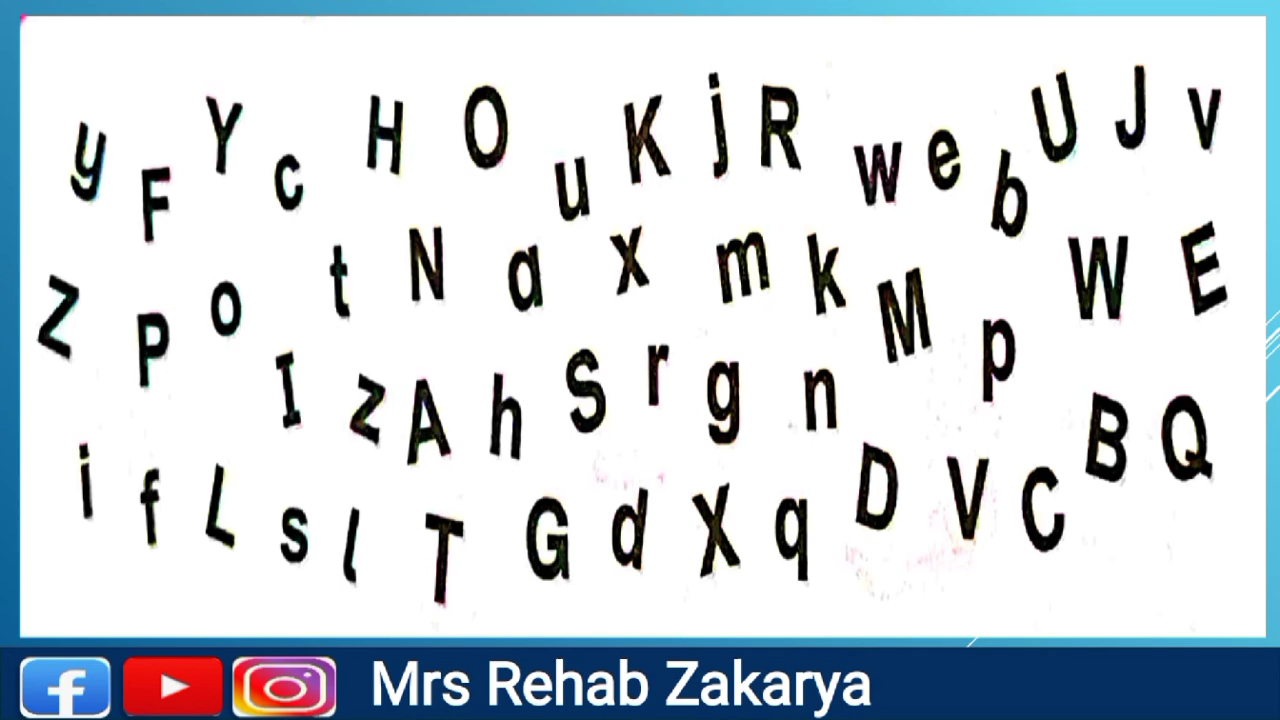 y F Y c H O u K j R w e b U J v
Z P o t N a x m k M p W E
I z A h S r g n B Q
i f L s l T G d X q D V C
Mrs Rehab Zakarya